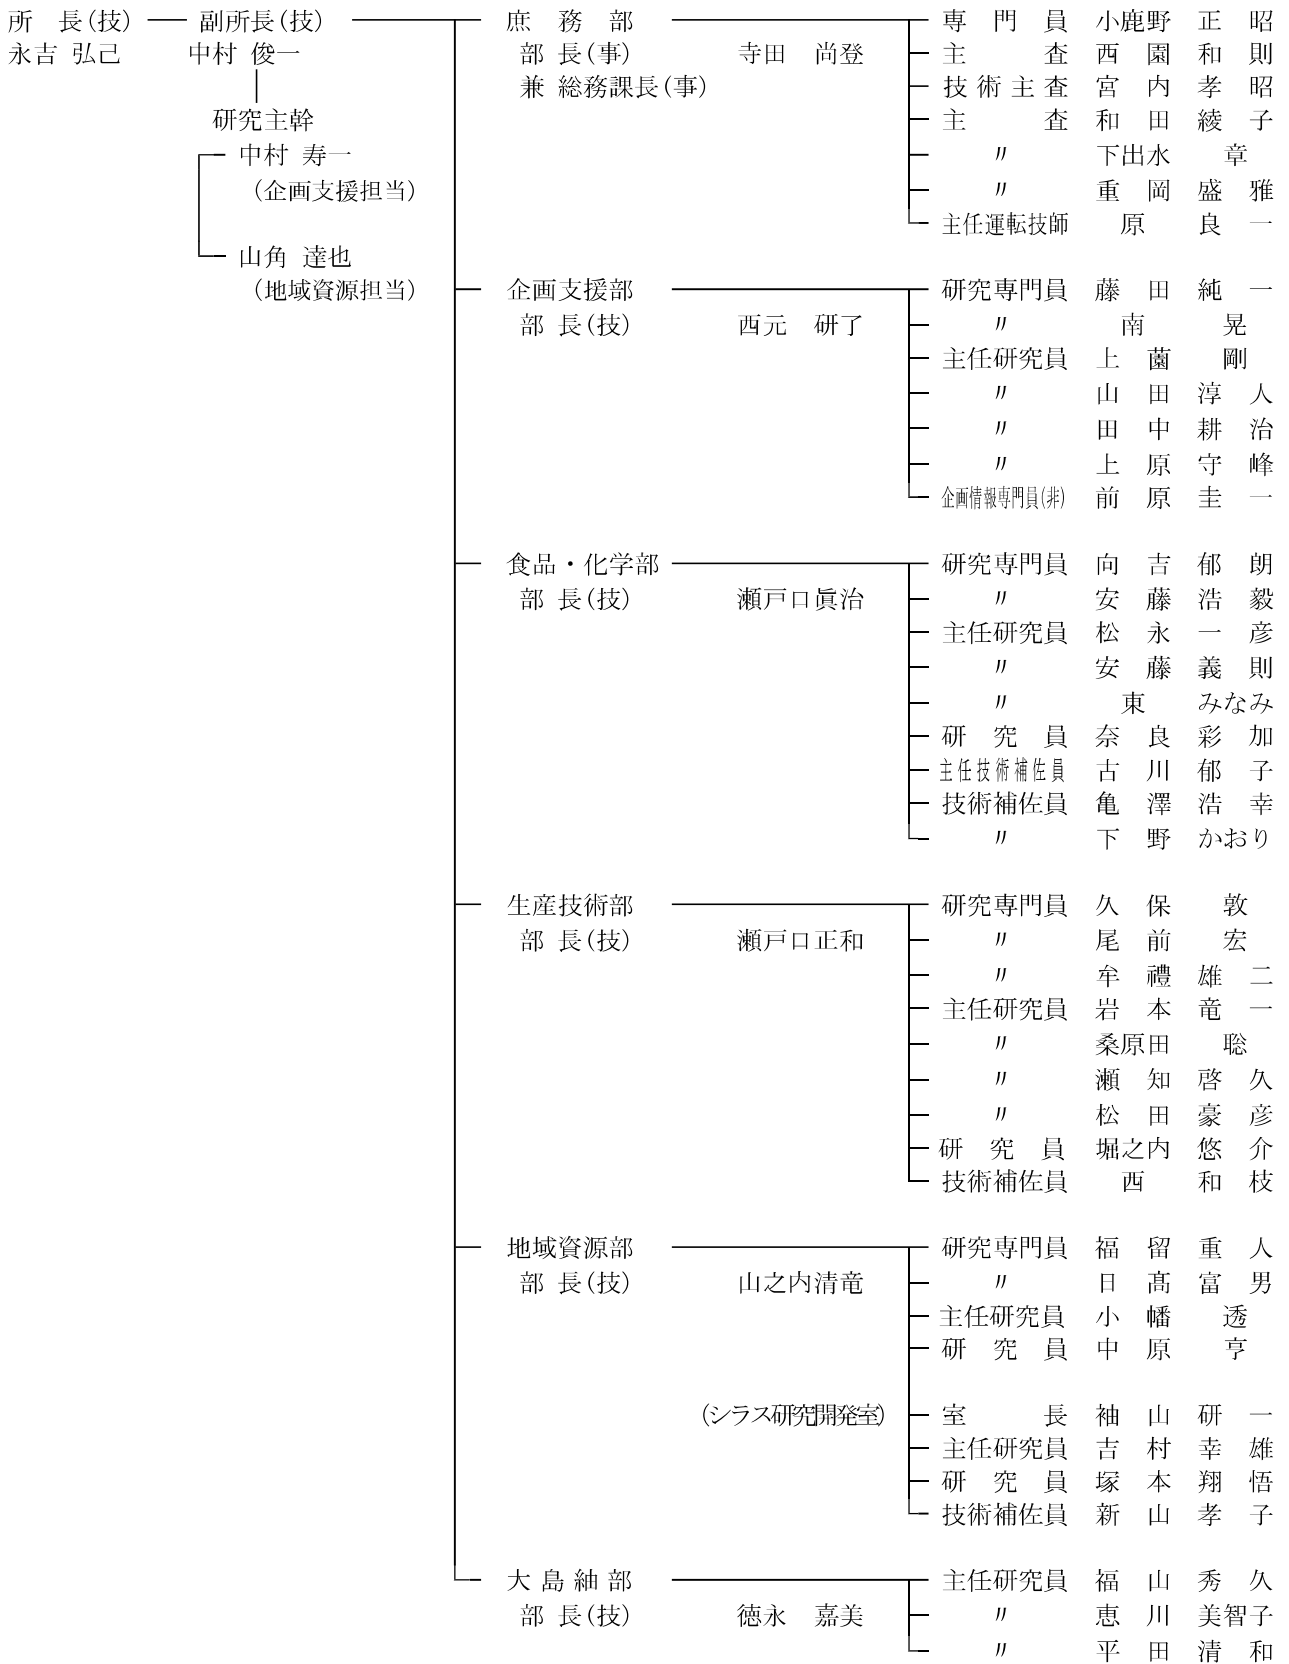 所　長(技)　副所長(技)　庶　務　部　専　門　員　小鹿野　正　昭
永吉 弘己　中村 俊一　部 長(事)　寺田　尚登　主　査　西　園　和　則
兼 総務課長(事)　技 術 主 査　宮　内　孝　昭
研究主幹　主　査　和　田　綾　子
中村 寿一　〃　下出水　章
(企画支援担当)　〃　重　岡　盛　雅
主任運転技師　原　良　一
山角 達也
(地域資源担当)　企画支援部　研究専門員　藤　田　純　一
部 長(技)　西元　研了　〃　南　晃
主任研究員　上　薗　剛
〃　山　田　淳　人
〃　田　中　耕　治
〃　上　原　守　峰
企画情報専門員(非)　前　原　圭　一
食品・化学部　研究専門員　向　吉　郁　朗
部 長(技)　瀬戸口眞治　〃　安　藤　浩　毅
主任研究員　松　永　一　彦
〃　安　藤　義　則
〃　東　みなみ
研　究　員　奈　良　彩　加
主任技術補佐員　古　川　郁　子
技術補佐員　亀　澤　浩　幸
〃　下　野　かおり
生産技術部　研究専門員　久　保　敦
部 長(技)　瀬戸口正和　〃　尾　前　宏
〃　牟　禮　雄　二
主任研究員　岩　本　竜　一
〃　桑原田　聡
〃　瀬　知　啓　久
〃　松　田　豪　彦
研　究　員　堀之内　悠　介
技術補佐員　西　和　枝
地域資源部　研究専門員　福　留　重　人
部 長(技)　山之内清竜　〃　日　髙　富　男
主任研究員　小　幡　透
研　究　員　中　原　亨
(シラス研究開発室)　室　長　袖　山　研　一
主任研究員　吉　村　幸　雄
研　究　員　塚　本　翔　悟
技術補佐員　新　山　孝　子
大 島 紬 部　主任研究員　福　山　秀　久
部 長(技)　徳永　嘉美　〃　恵　川　美智子
〃　平　田　清　和